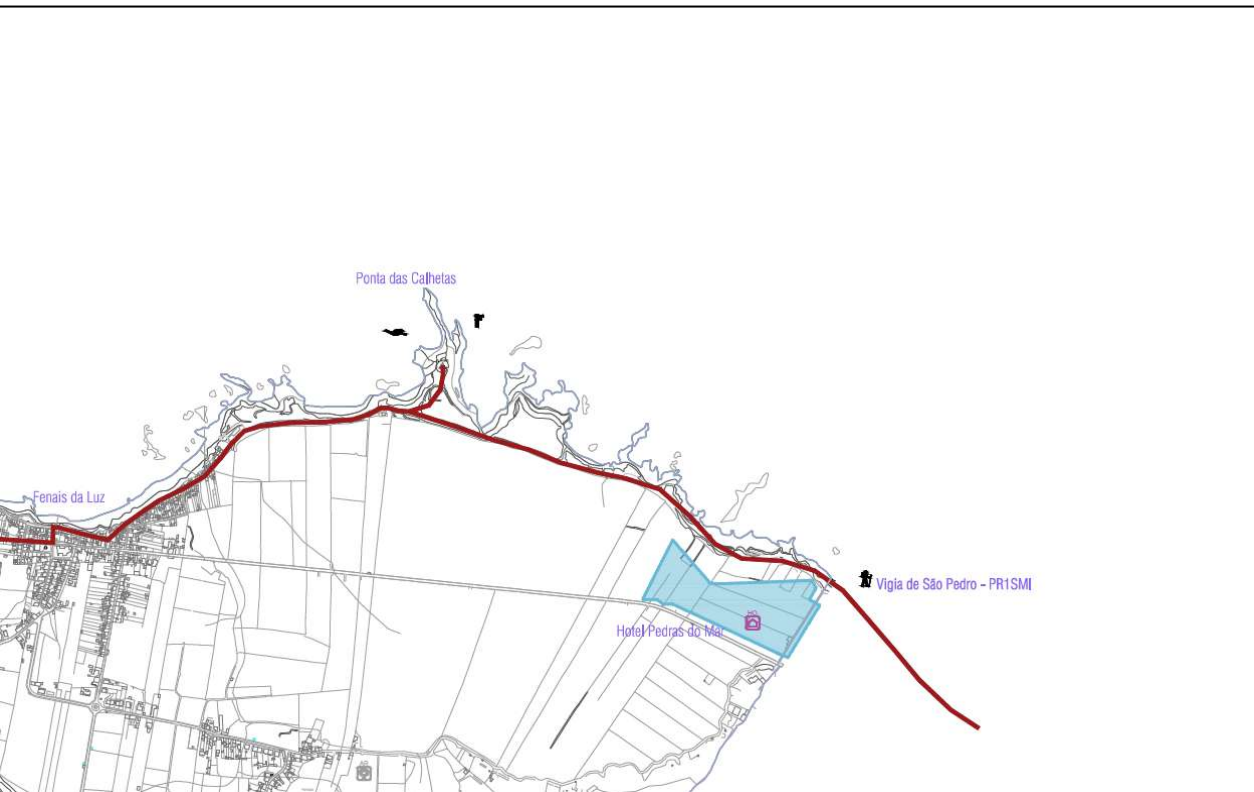 Ponta das Calhetas
Fenais da Luz
Vigia de São Pedro - PR1SMI
Hotel Pedras do Mar